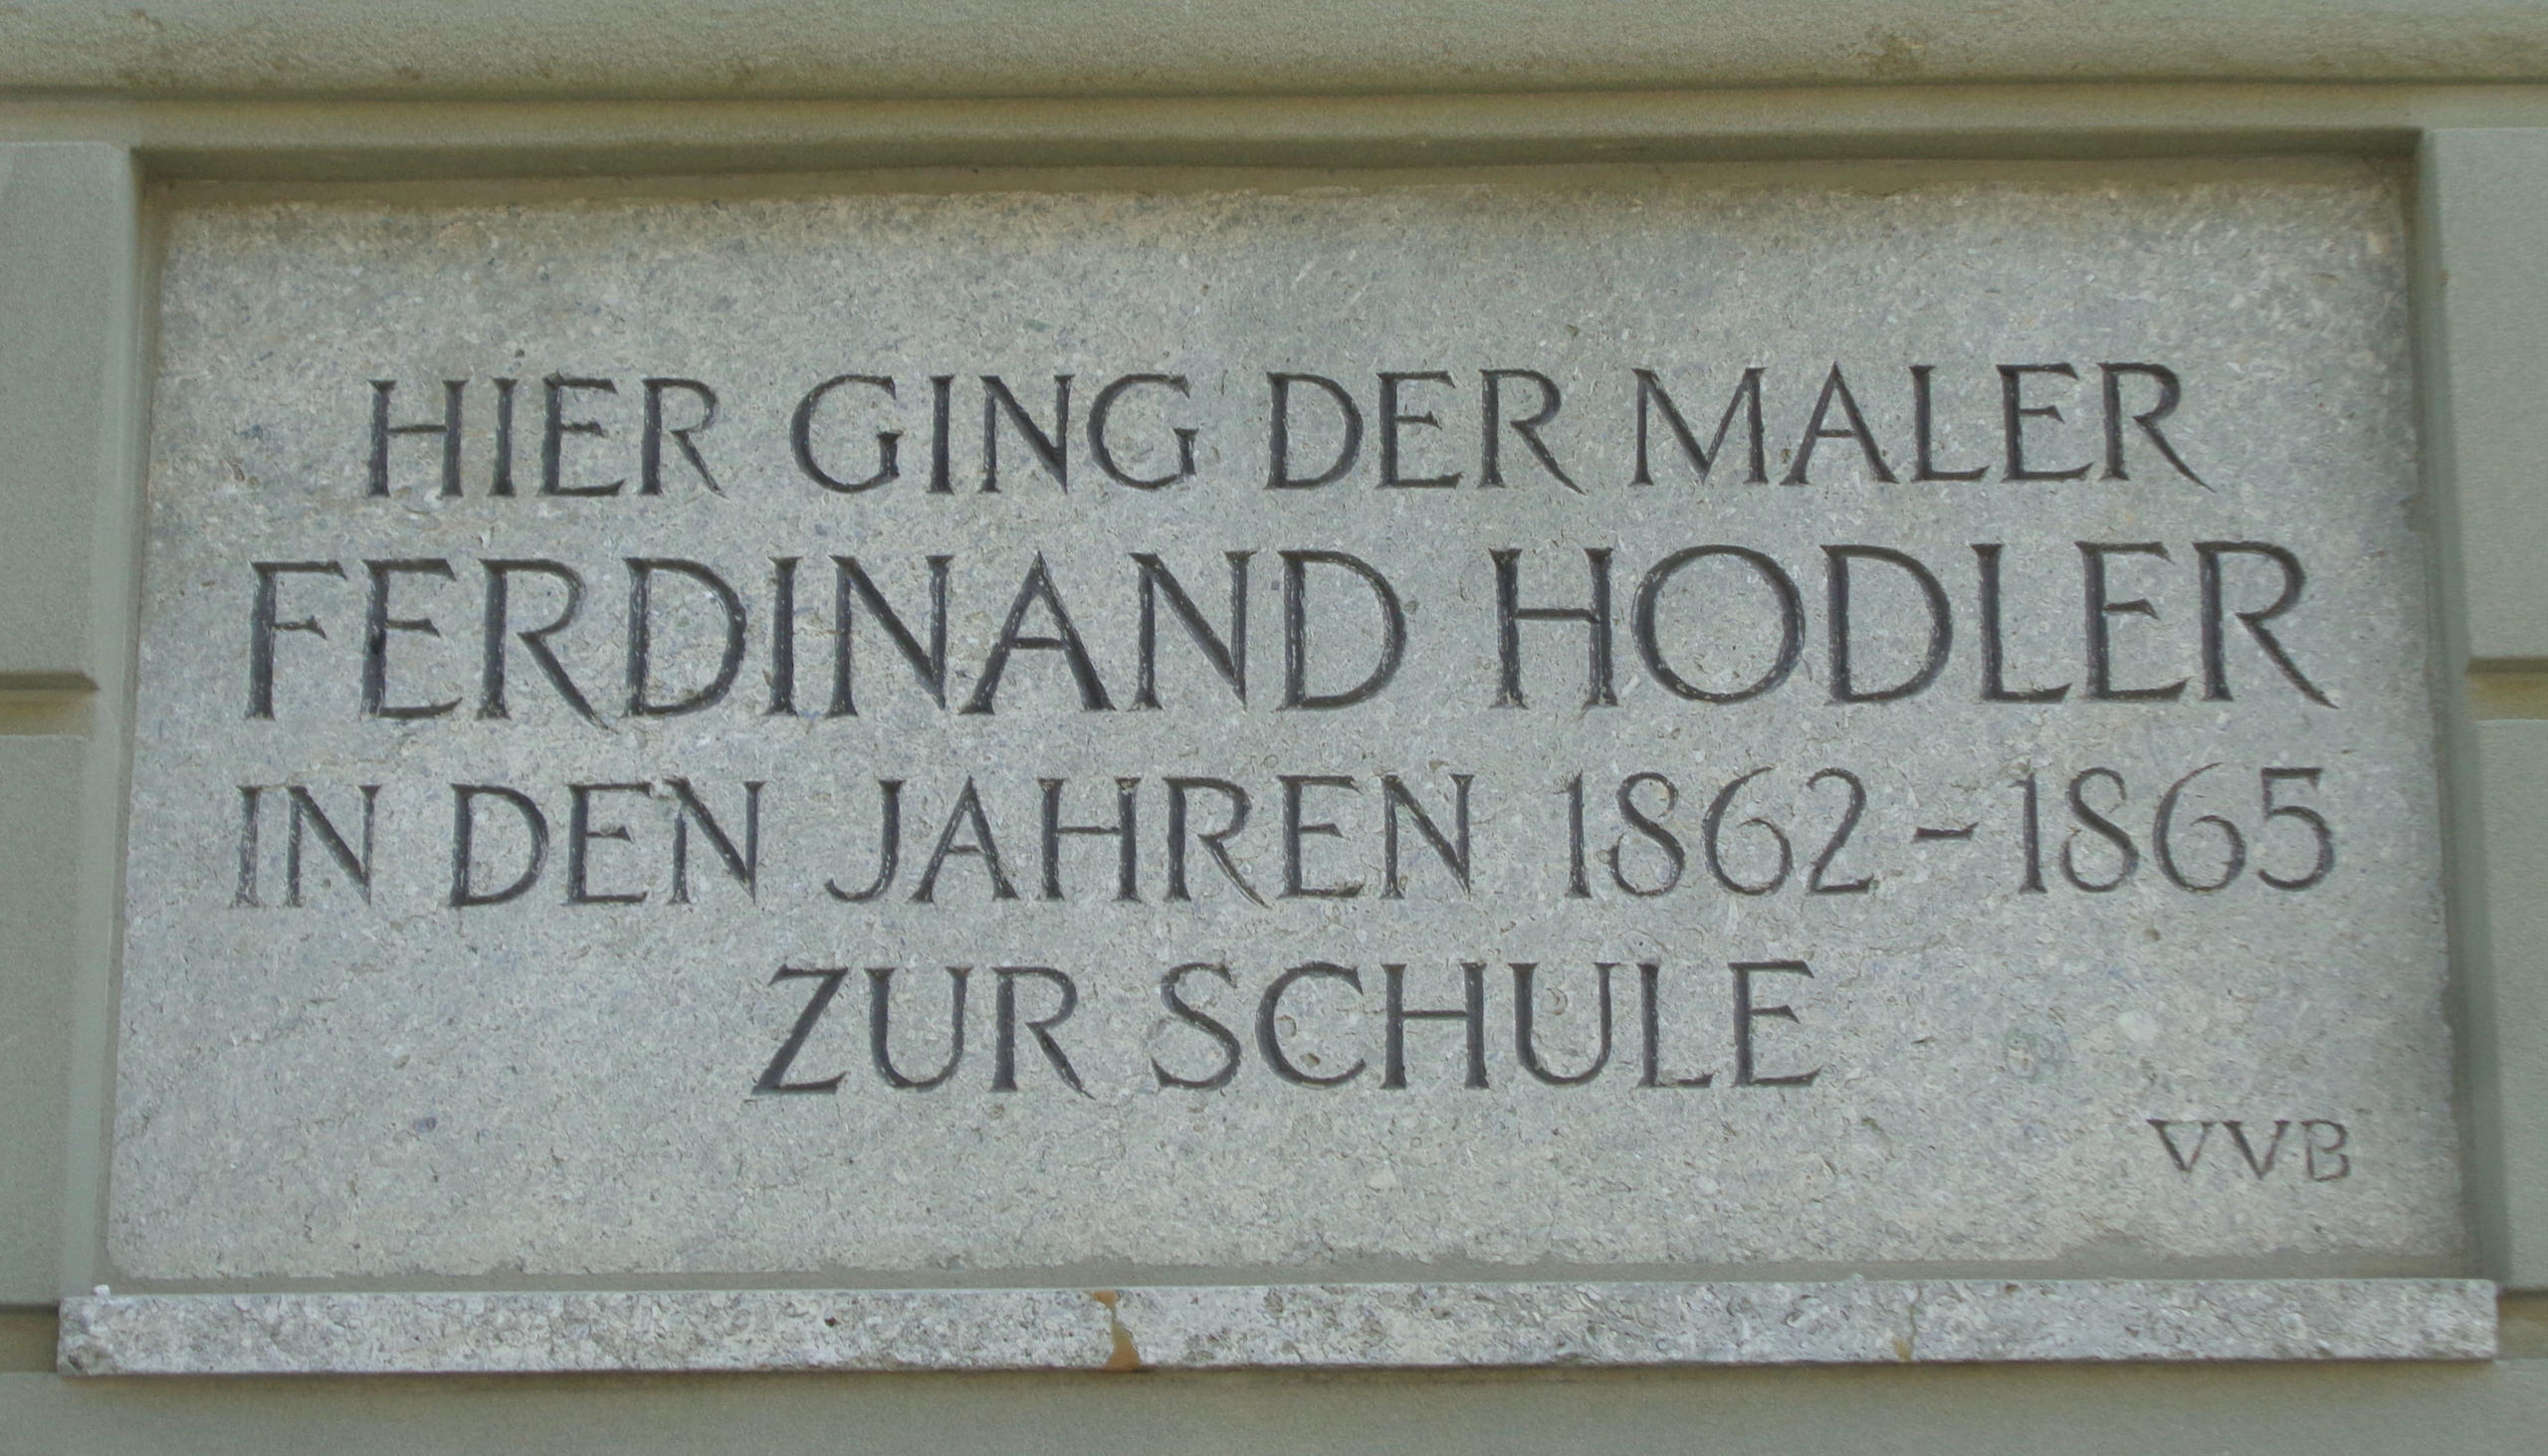 HIER GING DER MALER
FERDINAND HODLER
IN DEN JAHREN 1862-1865
ZUR SCHULE
VVB